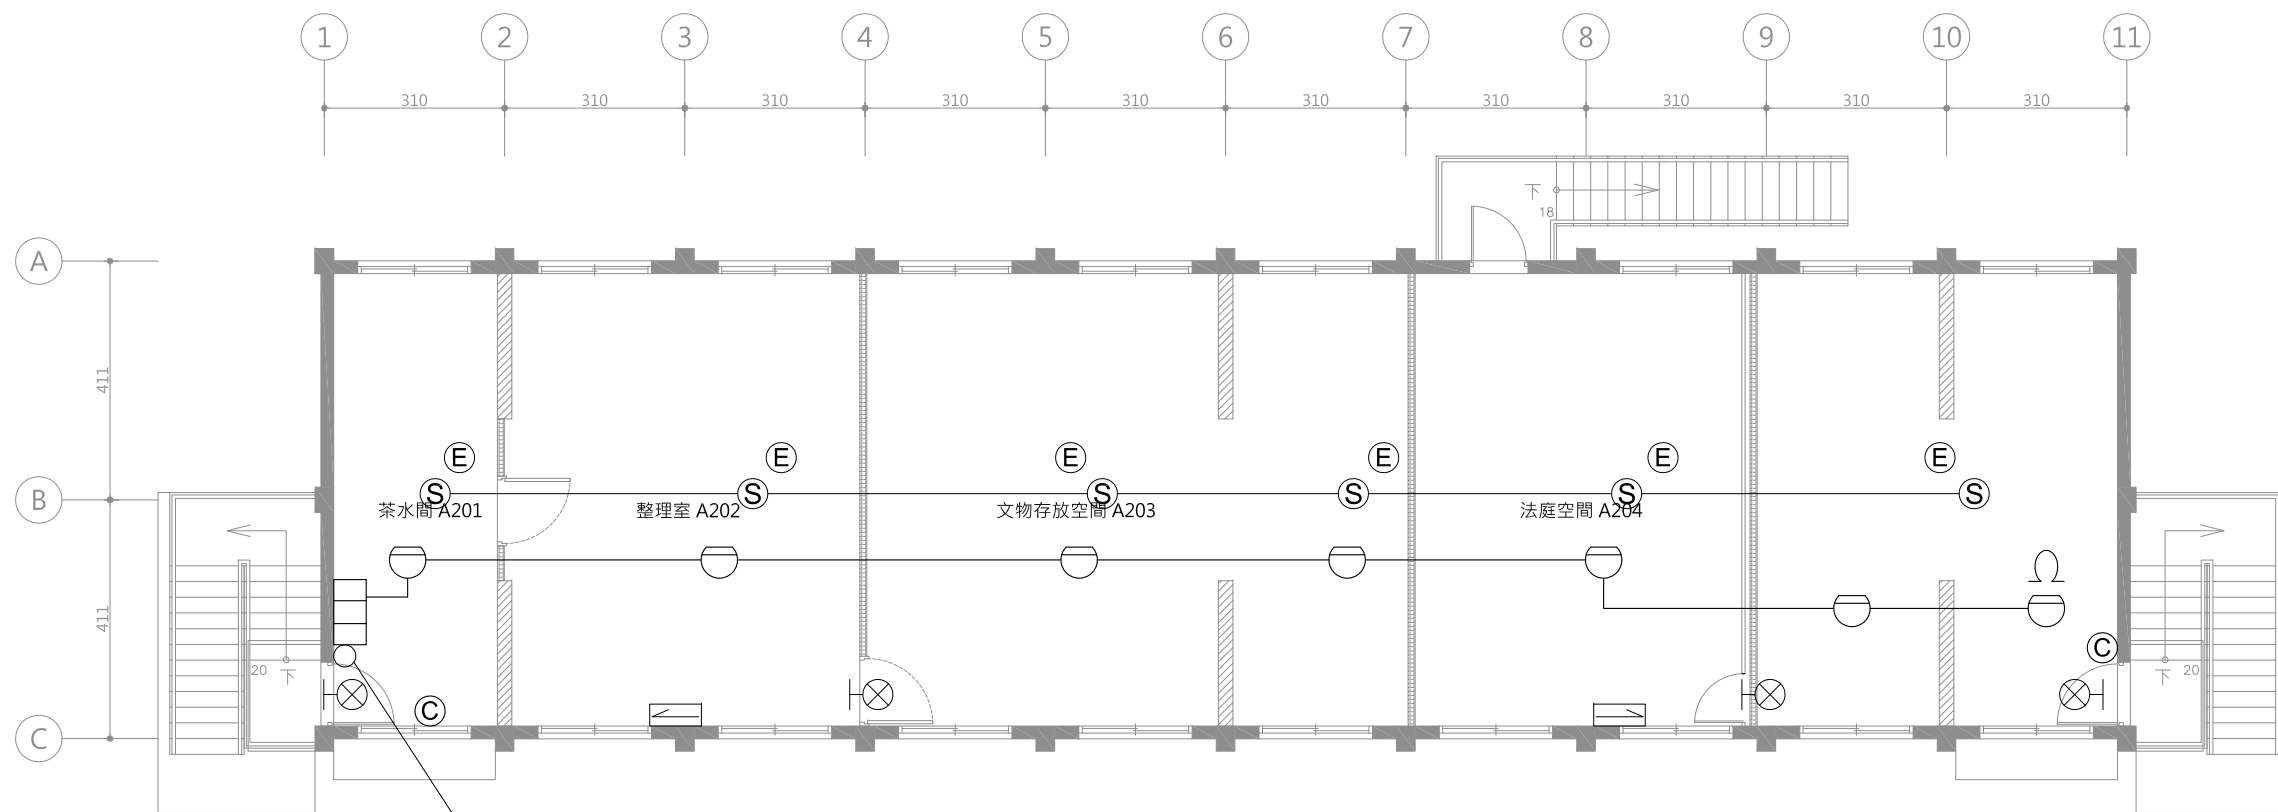 1 2 3 4 5 6 7 8 9 10 11
310 310 310 310 310 310 310 310 310 310
下
18
A
411
E E E E E E
B
S S S S S S
茶水間 A201 整理室 A202 文物存放空間 A203 法庭空間 A204
411
C
20 下 下 20
C
C